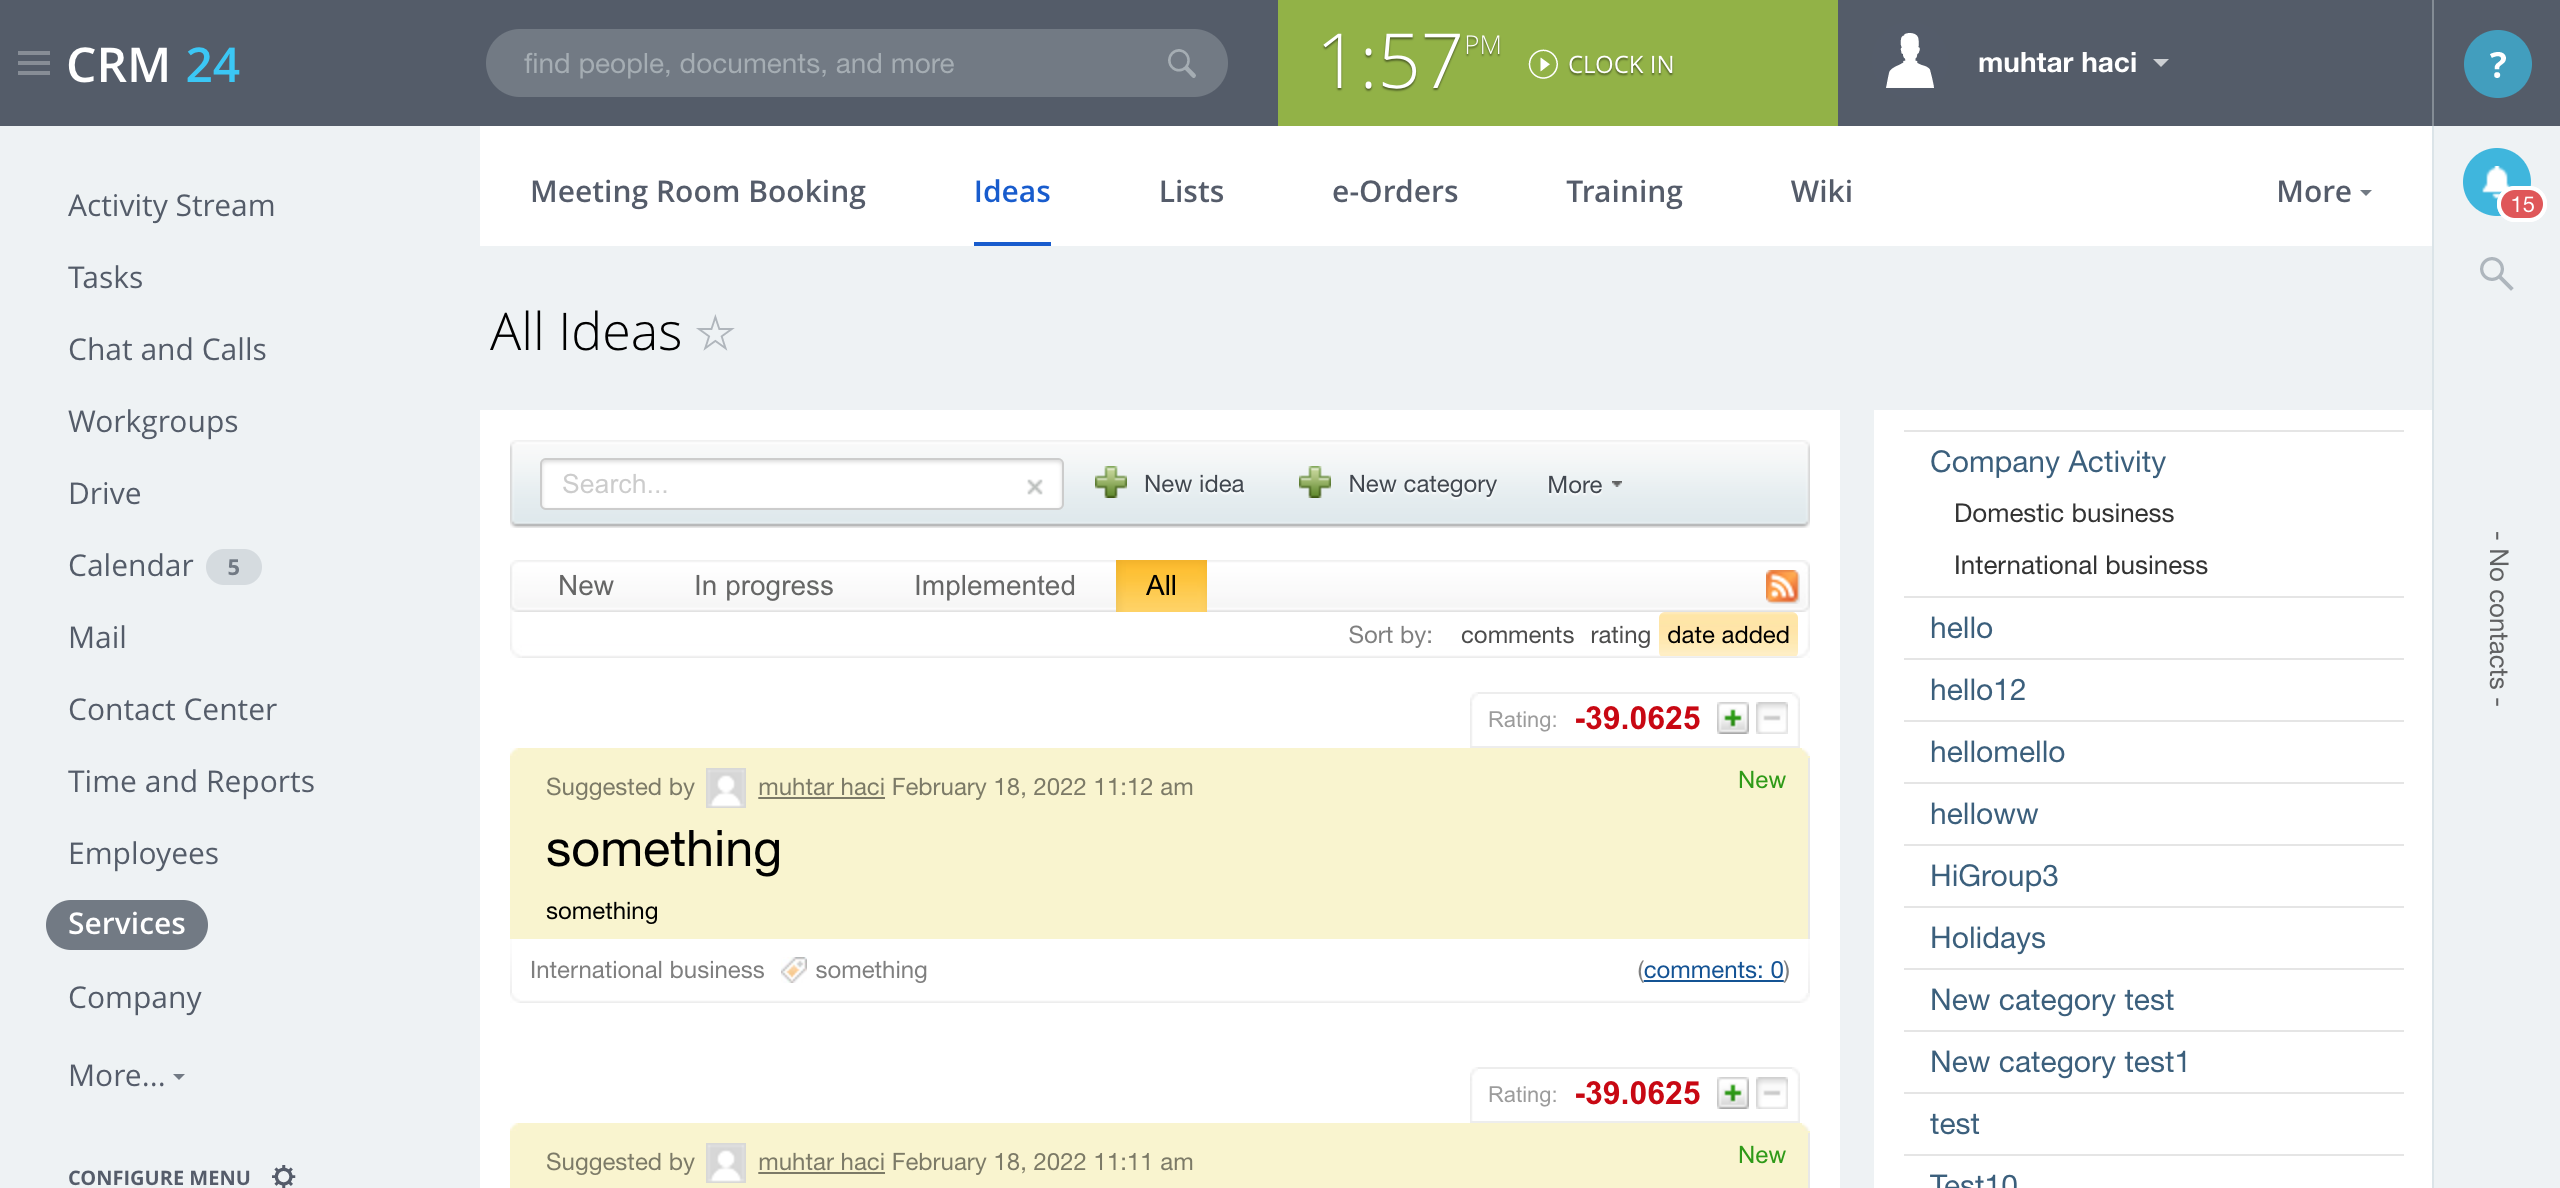 CRM 24
find people, documents, and more
1:57 PM
CLOCK IN
muhtar haci
?
Activity Stream
Tasks
Chat and Calls
Workgroups
Drive
Calendar 5
Mail
Contact Center
Time and Reports
Employees
Services
Company
More...
CONFIGURE MENU
Meeting Room Booking
Ideas
Lists
e-Orders
Training
Wiki
More
15
All Ideas
Search...
New idea
New category
More
New
In progress
Implemented
All
Sort by: comments rating date added
Rating: -39.0625
Suggested by muhtar haci February 18, 2022 11:12 am
New
something
something
International business something
(comments: 0)
Rating: -39.0625
Suggested by muhtar haci February 18, 2022 11:11 am
New
Company Activity
Domestic business
International business
hello
hello12
hellomello
helloww
HiGroup3
Holidays
New category test
New category test1
test
Test10
- No contacts -